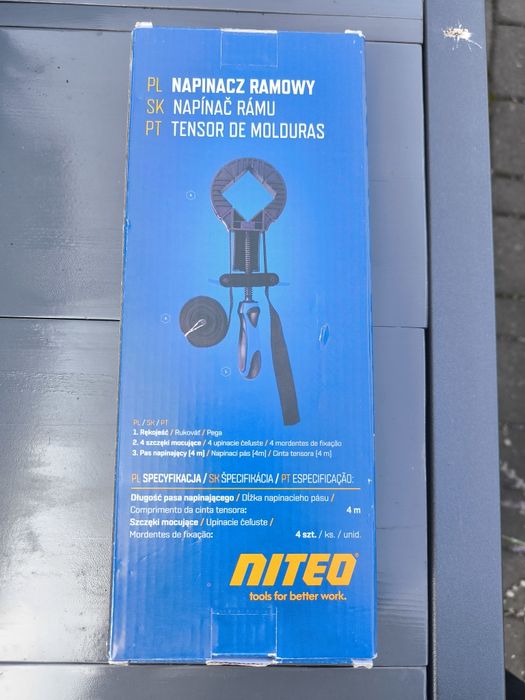 PL NAPINACZ RAMOWY
SK NAPÍNAČ RÁMU
PT TENSOR DE MOLDURAS
PL / SK / PT
1. Rękojeść / Rukoväť / Pega
2. 4 szczęki mocujące / 4 upínacie čeľuste / 4 mordentes de fixação
3. Pas napinający [4 m] / Napínací pás [4m] / Cinta tensora [4 m]
PL SPECYFIKACJA / SK ŠPECIFIKÁCIA / PT ESPECIFICAÇÃO:
Długość pasa napinającego / Dĺžka napínacieho pásu /
Comprimento da cinta tensora: 4 m
Szczęki mocujące / Upínacie čeľuste /
Mordentes de fixação: 4 szt. / ks. / unid.
NITEO
tools for better work.